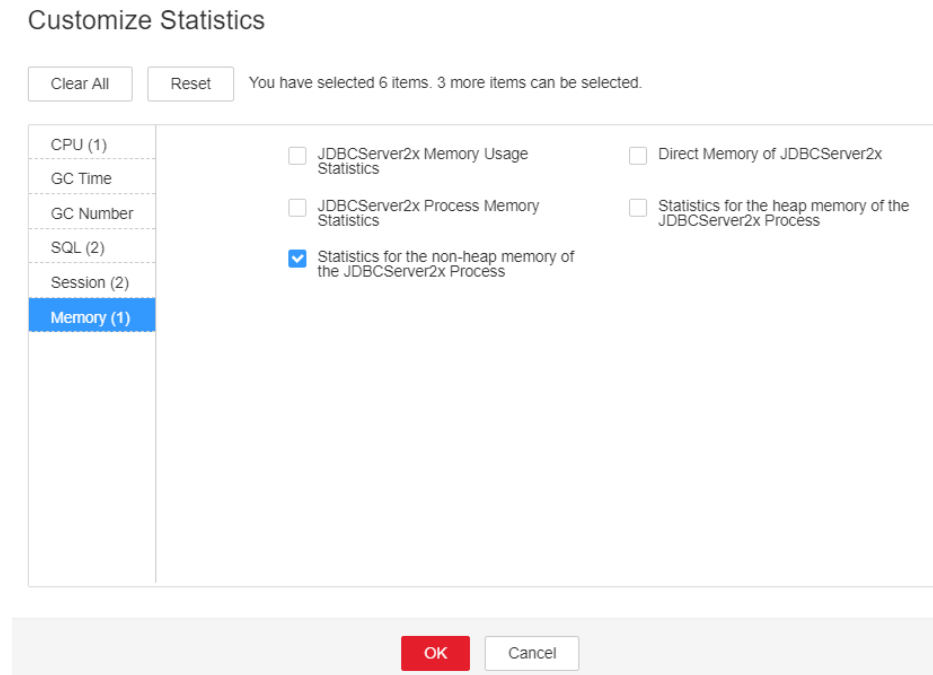 Customize Statistics
Clear All
Reset
You have selected 6 items. 3 more items can be selected.
CPU (1)
GC Time
GC Number
SQL (2)
Session (2)
Memory (1)
JDBCServer2x Memory Usage
Statistics
Direct Memory of JDBCServer2x
JDBCServer2x Process Memory
Statistics
Statistics for the heap memory of the
JDBCServer2x Process
Statistics for the non-heap memory of
the JDBCServer2x Process
OK
Cancel